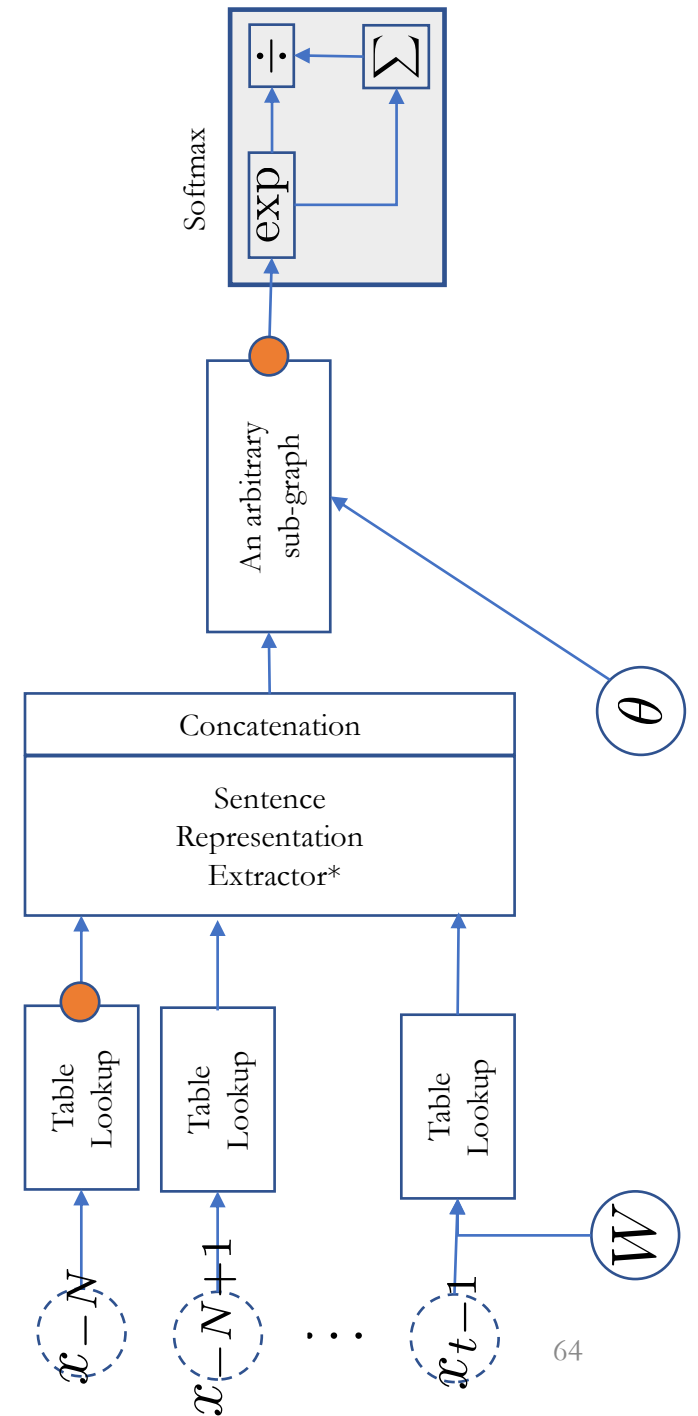 Softmax
exp
÷
Σ
An arbitrary
sub-graph
θ
Concatenation
Sentence
Representation
Extractor*
Table
Lookup
Table
Lookup
Table
Lookup
W
x−N
x−N+1
...
xt−1
64